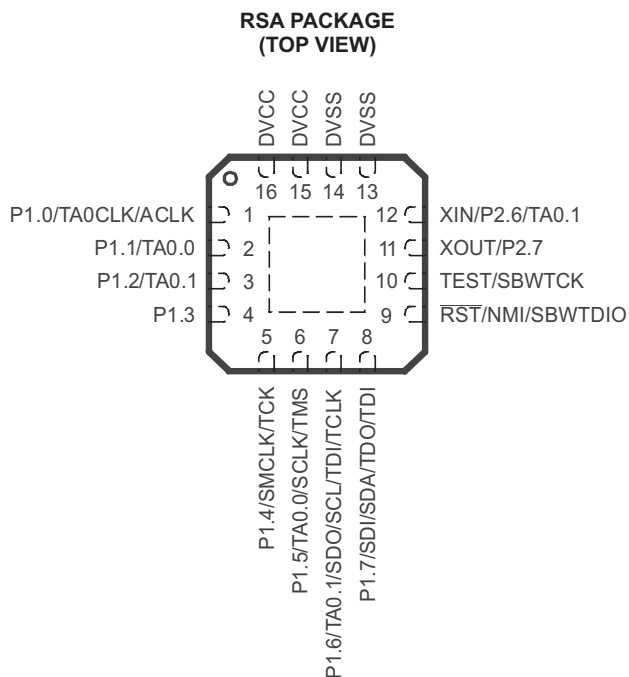 RSA PACKAGE
(TOP VIEW)
DVCC
DVCC
DVSS
DVSS
16
15
14
13
P1.0/TA0CLK/ACLK
1
12
XIN/P2.6/TA0.1
P1.1/TA0.0
2
11
XOUT/P2.7
P1.2/TA0.1
3
10
TEST/SBWTCK
P1.3
4
9
RST/NMI/SBWTDIO
5
6
7
8
P1.4/SMCLK/TCK
P1.5/TA0.0/SCLK/TMS
P1.6/TA0.1/SDO/SCL/TDI/TCLK
P1.7/SDI/SDA/TDO/TDI